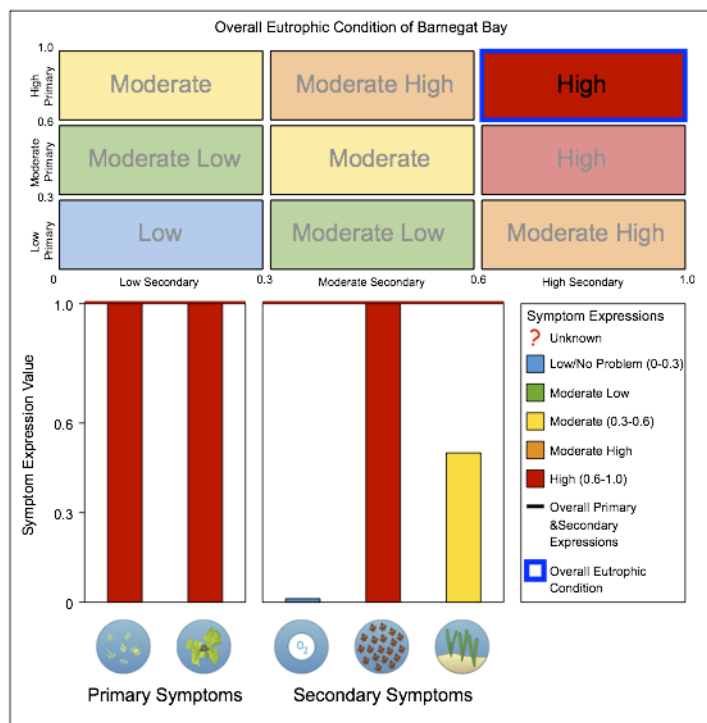 Overall Eutrophic Condition of Barnegat Bay
1.0
High
Primary
Moderate
Moderate High
High
0.6
Moderate
Primary
Moderate Low
Moderate
High
0.3
Low
Primary
Low
Moderate Low
Moderate High
0
Low Secondary
0.3
Moderate Secondary
0.6
High Secondary
1.0
Symptom Expression Value
1.0
0.6
0.3
0
O2
Primary Symptoms
Secondary Symptoms
Symptom Expressions
? Unknown
Low/No Problem (0-0.3)
Moderate Low
Moderate (0.3-0.6)
Moderate High
High (0.6-1.0)
Overall Primary
&Secondary
Expressions
Overall Eutrophic
Condition